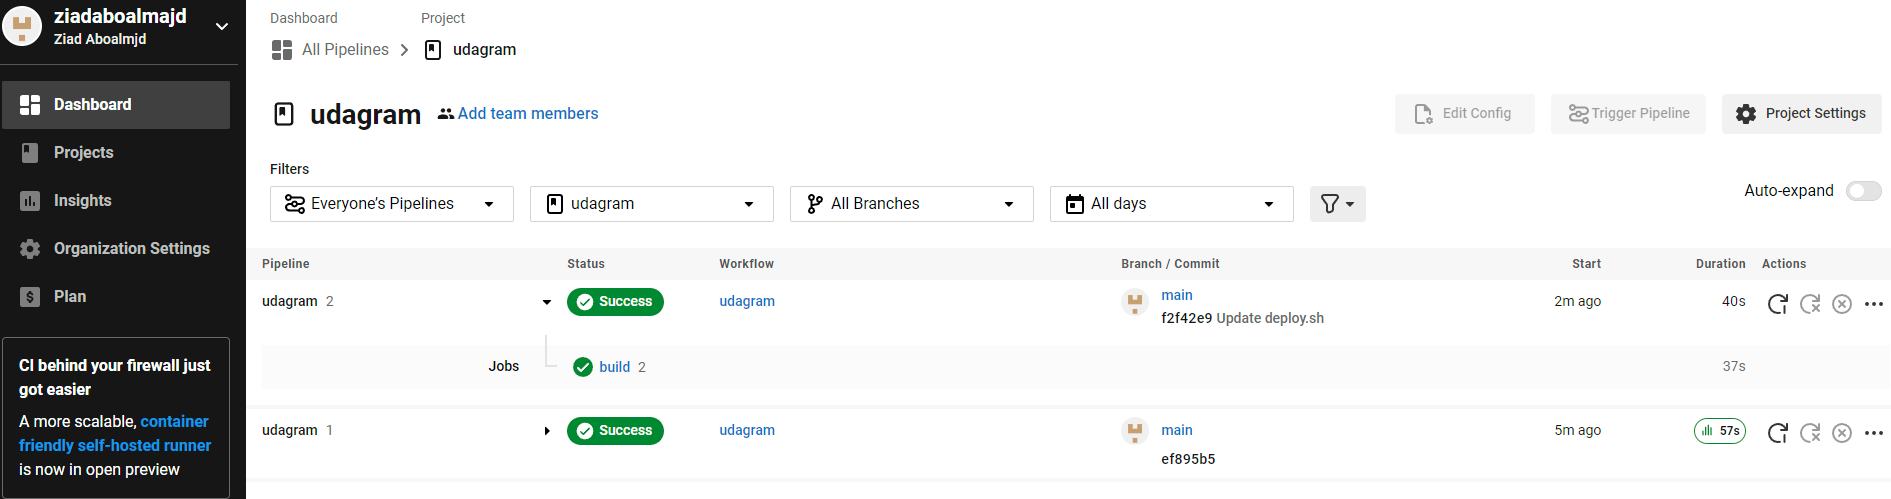 ziadaboalmajd
Ziad Aboalmjd
Dashboard
Projects
Insights
Organization Settings
Plan
CI behind your firewall just
got easier
A more scalable, container
friendly self-hosted runner
is now in open preview
Dashboard Project
All Pipelines udagram
udagram Add team members
Edit Config Trigger Pipeline Project Settings
Filters
Everyone's Pipelines udagram All Branches All days
Auto-expand
Pipeline Status Workflow Branch / Commit Start Duration Actions
udagram 2 Success udagram main 2m ago 40s
f2f42e9 Update deploy.sh
Jobs build 2 37s
udagram 1 Success udagram main 5m ago 57s
ef895b5